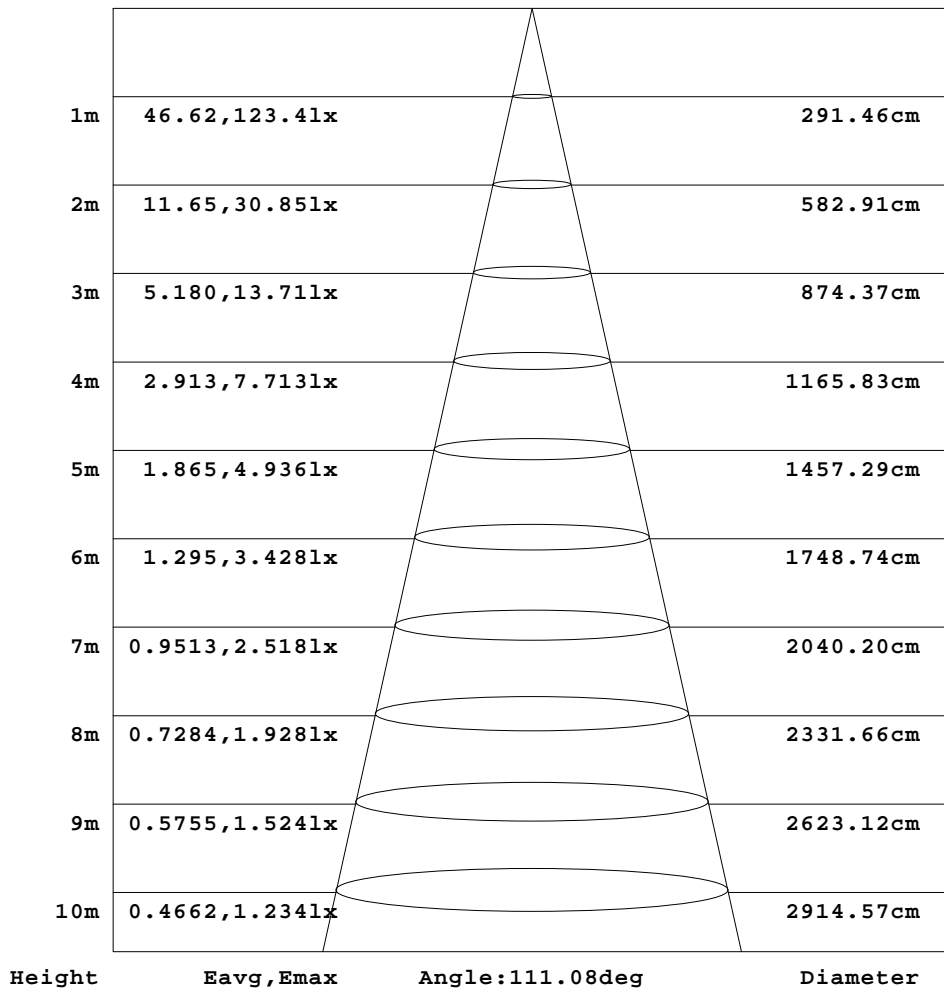 1m 46.62,123.4lx 291.46cm
2m 11.65,30.85lx 582.91cm
3m 5.180,13.71lx 874.37cm
4m 2.913,7.713lx 1165.83cm
5m 1.865,4.936lx 1457.29cm
6m 1.295,3.428lx 1748.74cm
7m 0.9513,2.518lx 2040.20cm
8m 0.7284,1.928lx 2331.66cm
9m 0.5755,1.524lx 2623.12cm
10m 0.4662,1.234lx 2914.57cm
Height Eavg,Emax Angle:111.08deg Diameter